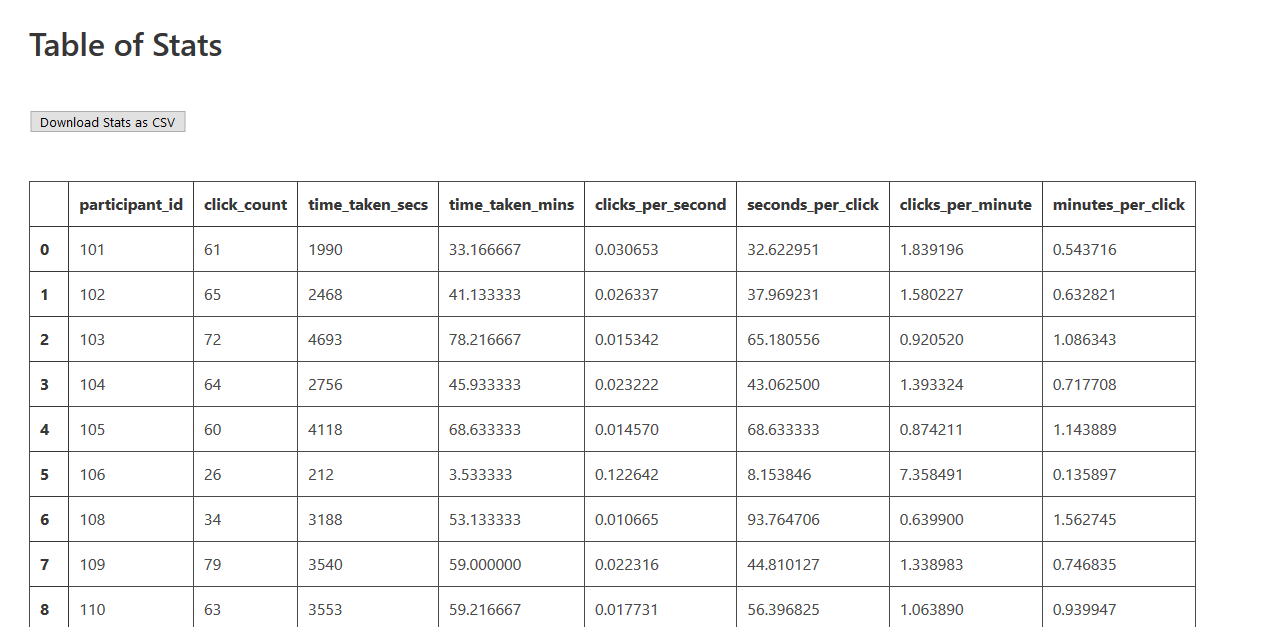 Table of Stats
Download Stats as CSV
participant_id click_count time_taken_secs time_taken_mins clicks_per_second seconds_per_click clicks_per_minute minutes_per_click
0 101 61 1990 33.166667 0.030653 32.622951 1.839196 0.543716
1 102 65 2468 41.133333 0.026337 37.969231 1.580227 0.632821
2 103 72 4693 78.216667 0.015342 65.180556 0.920520 1.086343
3 104 64 2756 45.933333 0.023222 43.062500 1.393324 0.717708
4 105 60 4118 68.633333 0.014570 68.633333 0.874211 1.143889
5 106 26 212 3.533333 0.122642 8.153846 7.358491 0.135897
6 108 34 3188 53.133333 0.010665 93.764706 0.639900 1.562745
7 109 79 3540 59.000000 0.022316 44.810127 1.338983 0.746835
8 110 63 3553 59.216667 0.017731 56.396825 1.063890 0.939947